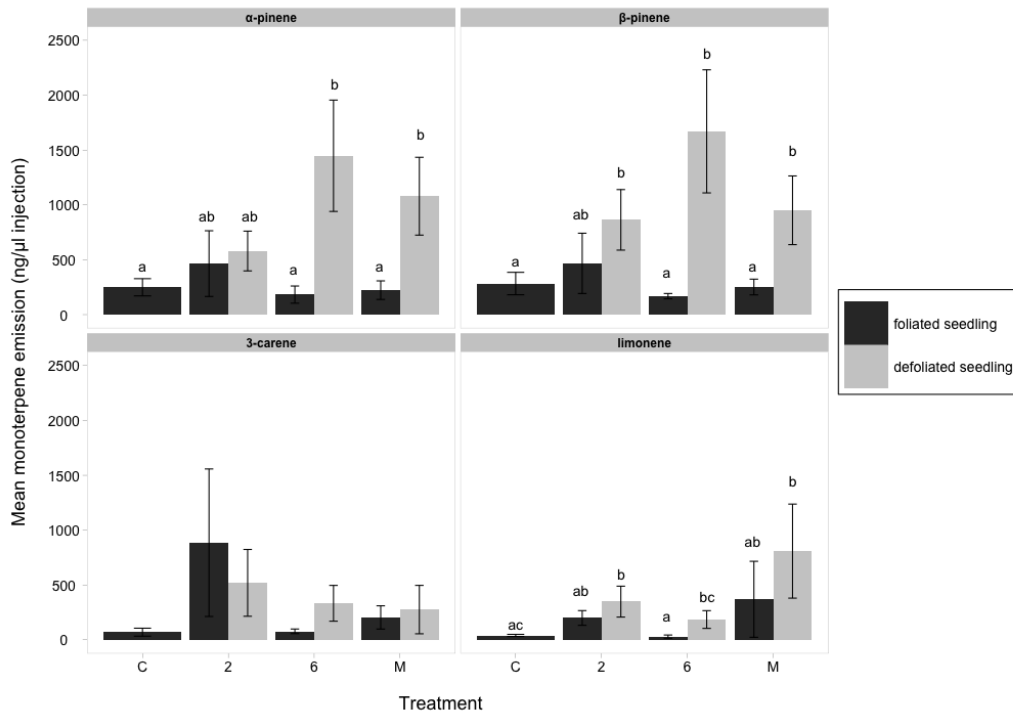 α-pinene
β-pinene
2500
2000
1500
1000
500
0
a
ab
ab
a
b
a
b
a
ab
b
a
b
a
b
3-carene
limonene
2500
2000
1500
1000
500
0
ac
ab
b
a
bc
ab
b
C
2
6
M
C
2
6
M
Treatment
Mean monoterpene emission (ng/µl injection)
foliated seedling
defoliated seedling